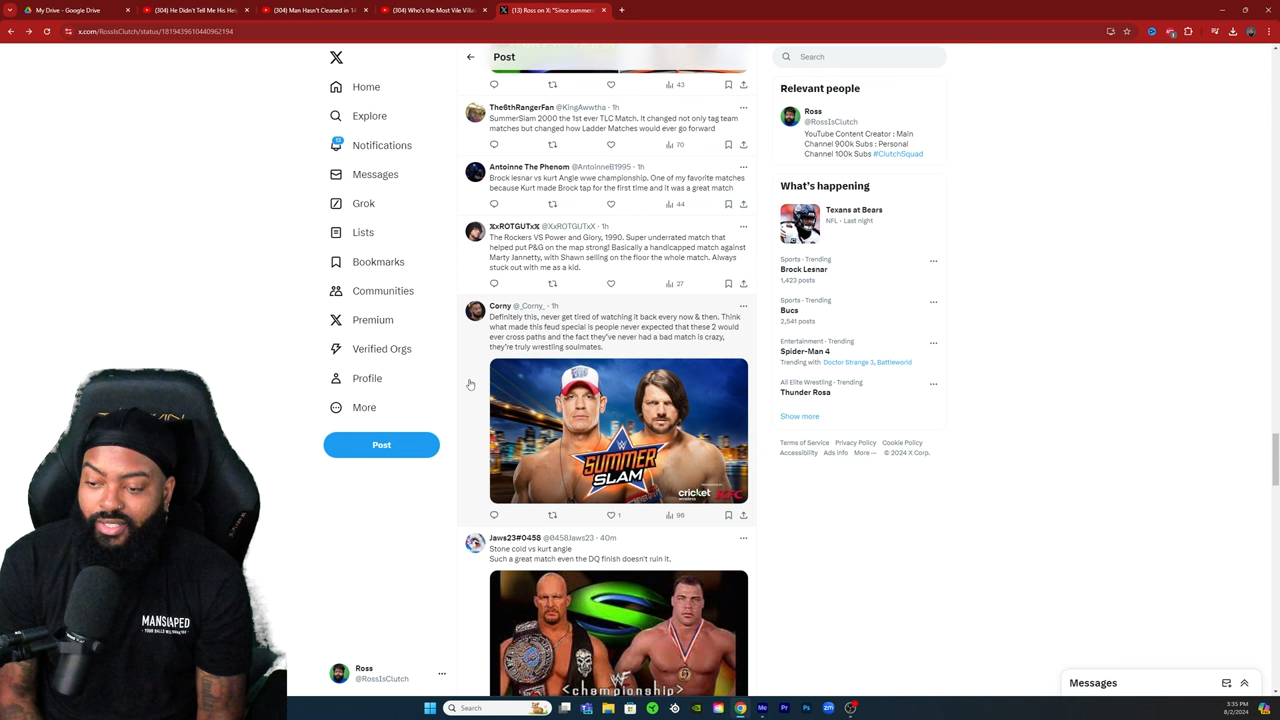 My Drive - Google Drive
(304) He Didn't Tell Me His He
(304) Man Hasn't Cleaned in 14
(304) Who's the Most Vile Villa
(13) Ross on X: "Since summer
x.com/RossIsClutch/status/1819439610440962194
Home
Explore
13
Notifications
Messages
Grok
Lists
Bookmarks
Communities
Premium
Verified Orgs
Profile
More
Post
Ross
@RossIsClutch
Post
43
The6thRangerFan @KingAwwtha · 1h
SummerSlam 2000 the 1st ever TLC Match. It changed not only tag team
matches but changed how Ladder Matches would ever go forward
70
Antoinne The Phenom @AntoinneB1995 · 1h
Brock lesnar vs kurt Angle wwe championship. One of my favorite matches
because Kurt made Brock tap for the first time and it was a great match
44
XxROTGUTxX @XxROTGUTxX · 1h
The Rockers VS Power and Glory, 1990. Super underrated match that
helped put P&G on the map strong! Basically a handicapped match against
Marty Jannetty, with Shawn selling on the floor the whole match. Always
stuck out with me as a kid.
27
Corny @_Corny_ · 1h
Definitely this, never get tired of watching it back every now & then. Think
what made this feud special is people never expected that these 2 would
ever cross paths and the fact they've never had a bad match is crazy,
they're truly wrestling soulmates.
SUMMER
SLAM
cricket
wireless
KFC
1
96
Jaws23#0458 @0458Jaws23 · 40m
Stone cold vs kurt angle
Such a great match even the DQ finish doesn't ruin it.
<championship>
Search
Relevant people
Ross
@RossIsClutch
YouTube Content Creator : Main
Channel 900k Subs : Personal
Channel 100k Subs #ClutchSquad
What's happening
Texans at Bears
NFL · Last night
Sports · Trending
Brock Lesnar
1,423 posts
Sports · Trending
Bucs
2,541 posts
Entertainment · Trending
Spider-Man 4
Trending with Doctor Strange 3, Battleworld
All Elite Wrestling · Trending
Thunder Rosa
Show more
Terms of Service Privacy Policy Cookie Policy
Accessibility Ads info More ··· © 2024 X Corp.
Messages
MANSCAPED
YOUR BALLS WILL THANK YOU
Search
3:35 PM
8/2/2024